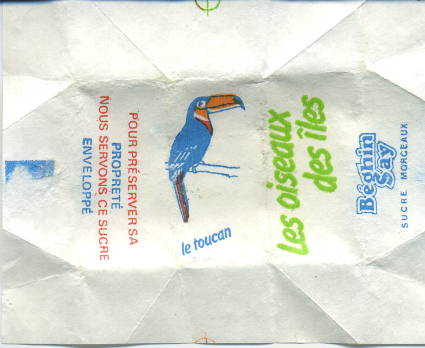 POUR PRÉSERVER SA
PROPRETÉ
NOUS SERVONS CE SUCRE
ENVELOPPÉ
le toucan
Les oiseaux
des îles
Béghin
Say
SUCRE MORCEAUX